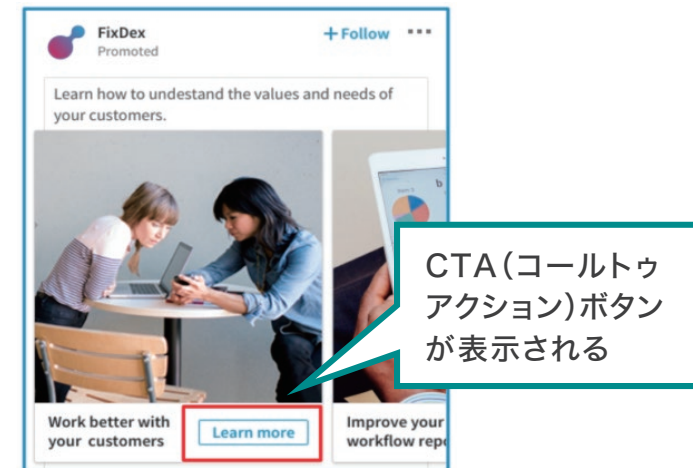 FixDex
Promoted
+ Follow
Learn how to undestand the values and needs of
your customers.
CTA(コールトゥ
アクション)ボタン
が表示される
Work better with
your customers
Learn more
Improve your
workflow